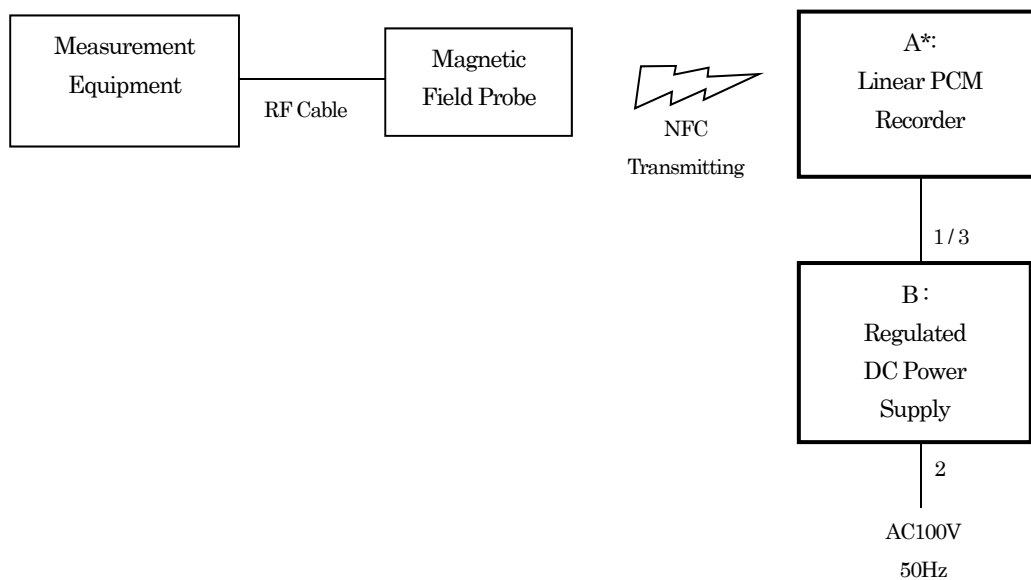 Measurement
Equipment
RF Cable
Magnetic
Field Probe
NFC
Transmitting
A*:
Linear PCM
Recorder
1 / 3
B :
Regulated
DC Power
Supply
2
AC100V
50Hz